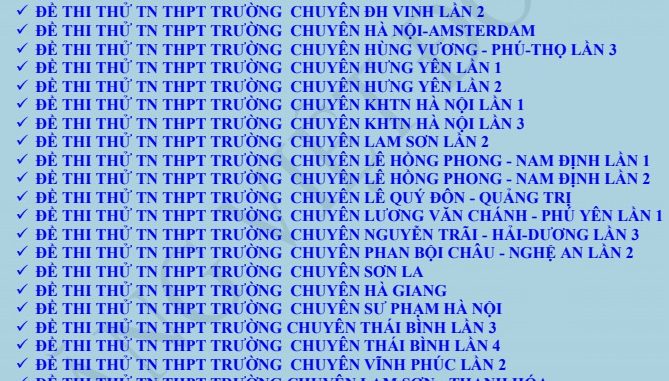 ✓ ĐỀ THI THỬ TN THPT TRƯỜNG CHUYÊN ĐH VINH LẦN 2
✓ ĐỀ THI THỬ TN THPT TRƯỜNG CHUYÊN HÀ NỘI-AMSTERDAM
✓ ĐỀ THI THỬ TN THPT TRƯỜNG CHUYÊN HÙNG VƯƠNG - PHÚ-THỌ LẦN 3
✓ ĐỀ THI THỬ TN THPT TRƯỜNG CHUYÊN HƯNG YÊN LẦN 1
✓ ĐỀ THI THỬ TN THPT TRƯỜNG CHUYÊN HƯNG YÊN LẦN 2
✓ ĐỀ THI THỬ TN THPT TRƯỜNG CHUYÊN KHTN HÀ NỘI LẦN 1
✓ ĐỀ THI THỬ TN THPT TRƯỜNG CHUYÊN KHTN HÀ NỘI LẦN 3
✓ ĐỀ THI THỬ TN THPT TRƯỜNG CHUYÊN LAM SƠN LẦN 2
✓ ĐỀ THI THỬ TN THPT TRƯỜNG CHUYÊN LÊ HỒNG PHONG - NAM ĐỊNH LẦN 1
✓ ĐỀ THI THỬ TN THPT TRƯỜNG CHUYÊN LÊ HỒNG PHONG - NAM ĐỊNH LẦN 2
✓ ĐỀ THI THỬ TN THPT TRƯỜNG CHUYÊN LÊ QUÝ ĐÔN - QUẢNG TRỊ
✓ ĐỀ THI THỬ TN THPT TRƯỜNG CHUYÊN LƯƠNG VĂN CHÁNH - PHÚ YÊN LẦN 1
✓ ĐỀ THI THỬ TN THPT TRƯỜNG CHUYÊN NGUYỄN TRÃI - HẢI-DƯƠNG LẦN 3
✓ ĐỀ THI THỬ TN THPT TRƯỜNG CHUYÊN PHAN BỘI CHÂU - NGHỆ AN LẦN 2
✓ ĐỀ THI THỬ TN THPT TRƯỜNG CHUYÊN SƠN LA
✓ ĐỀ THI THỬ TN THPT TRƯỜNG CHUYÊN HÀ GIANG
✓ ĐỀ THI THỬ TN THPT TRƯỜNG CHUYÊN SƯ PHẠM HÀ NỘI
✓ ĐỀ THI THỬ TN THPT TRƯỜNG CHUYÊN THÁI BÌNH LẦN 3
✓ ĐỀ THI THỬ TN THPT TRƯỜNG CHUYÊN THÁI BÌNH LẦN 4
✓ ĐỀ THI THỬ TN THPT TRƯỜNG CHUYÊN VĨNH PHÚC LẦN 2
✓ ĐỀ THI THỬ TN THPT TRƯỜNG CHUYÊN LAM SƠN - THANH HÓA